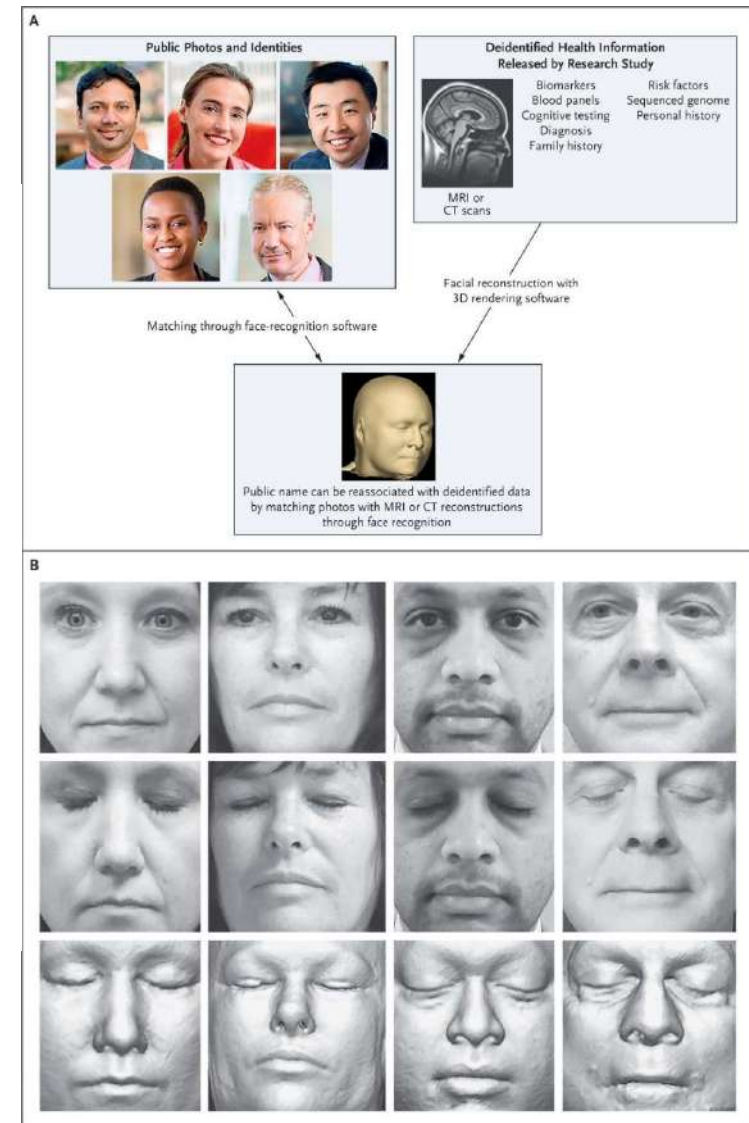 A
Public Photos and Identities
Deidentified Health Information
Released by Research Study
Biomarkers
Blood panels
Cognitive testing
Diagnosis
Family history
Risk factors
Sequenced genome
Personal history
MRI or
CT scans
Facial reconstruction with
3D rendering software
Matching through face-recognition software
Public name can be reassociated with deidentified data
by matching photos with MRI or CT reconstructions
through face recognition
B